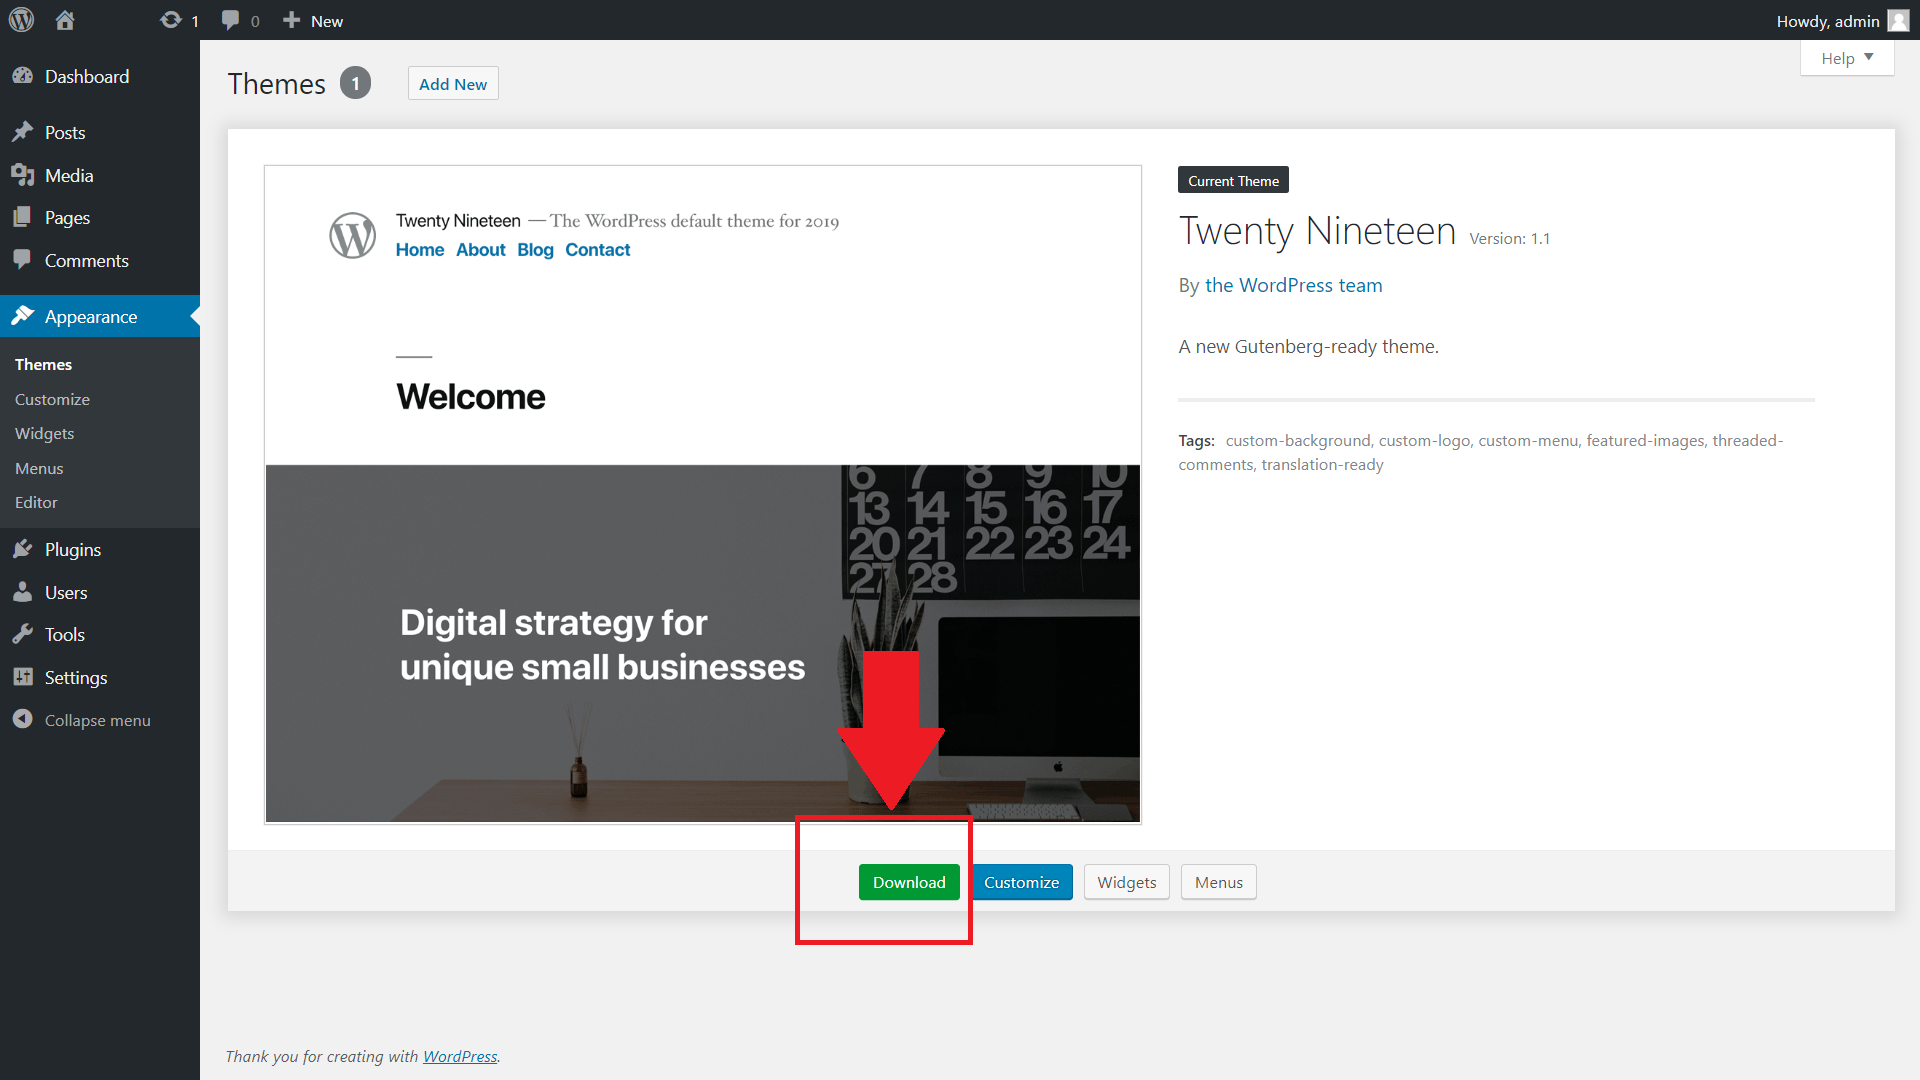 1 0 New Howdy, admin
Help
Dashboard
Posts
Media
Pages
Comments
Appearance
Themes
Customize
Widgets
Menus
Editor
Plugins
Users
Tools
Settings
Collapse menu
Themes 1 Add New
Twenty Nineteen — The WordPress default theme for 2019
Home About Blog Contact
Welcome
6 7 8 9 10
13 14 15 16 17
20 21 22 23 24
27 28
Digital strategy for
unique small businesses
Current Theme
Twenty Nineteen Version: 1.1
By the WordPress team
A new Gutenberg-ready theme.
Tags: custom-background, custom-logo, custom-menu, featured-images, threaded-
comments, translation-ready
Download Customize Widgets Menus
Thank you for creating with WordPress.